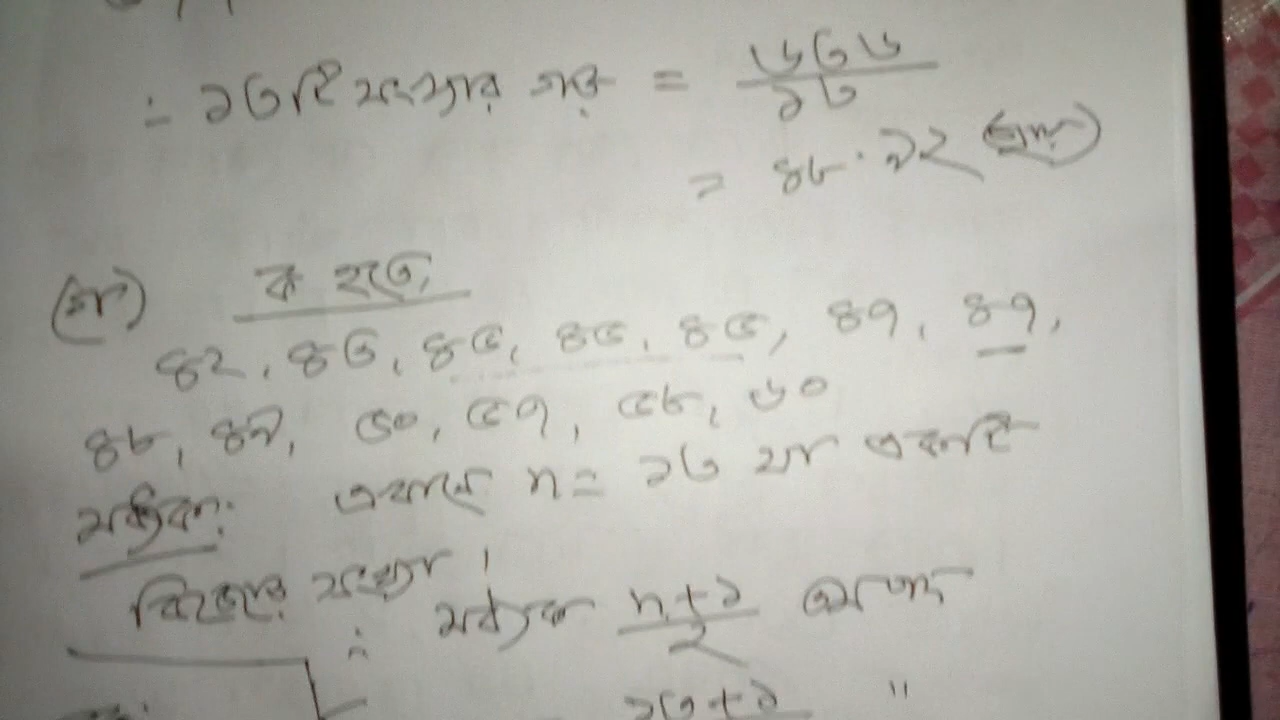 ∴ ১৩টি সংখ্যার গড় = ৬৩৬/১৩
= ৪৮.৯২ (প্রায়)
(গ) ক হতে,
৪২, ৪৩, ৪৫, ৪৫, ৪৫, ৪৭, ৪৭,
৪৮, ৪৯, ৫০, ৫৭, ৫৮, ৬০
মধ্যক: এখানে n = ১৩ যা একটি
বিজোড় সংখ্যা।
∴ মধ্যক (n+১)/২ তম পদ
১৩+১ "